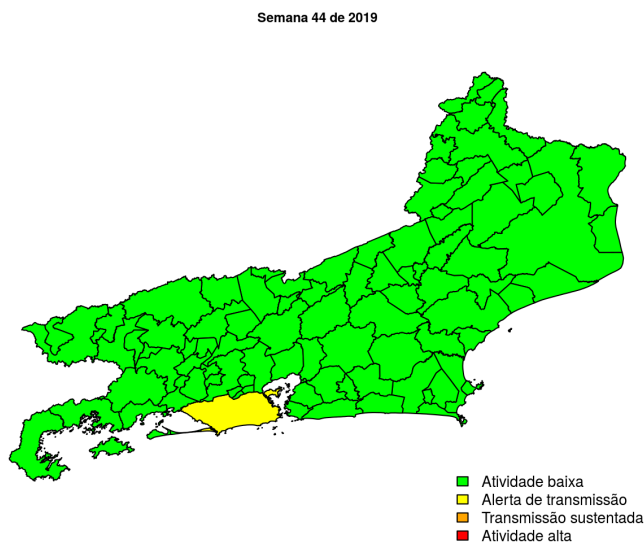 Semana 44 de 2019
Atividade baixa
Alerta de transmissão
Transmissão sustentada
Atividade alta